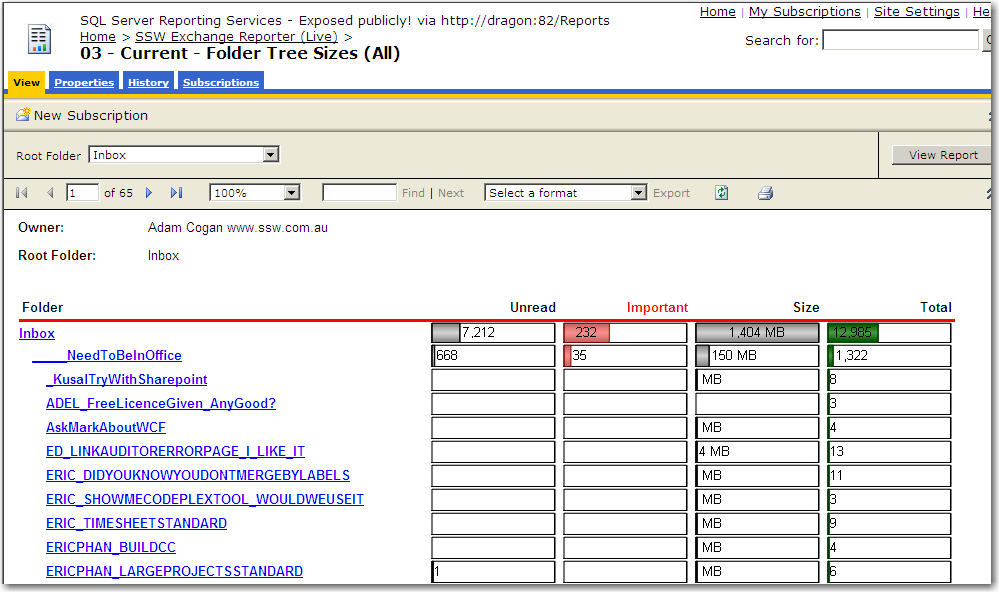 SQL Server Reporting Services - Exposed publicly! via http://dragon:82/Reports
Home | My Subscriptions | Site Settings |
Home > SSW Exchange Reporter (Live) >
03 - Current - Folder Tree Sizes (All)
Search for:
View Properties History Subscriptions
New Subscription
Root Folder Inbox View Report
1 of 65 100% Find | Next Select a format Export
Owner: Adam Cogan www.ssw.com.au
Root Folder: Inbox
Folder Unread Important Size Total
Inbox 7,212 232 1,404 MB 12,985
_____NeedToBeInOffice 668 35 150 MB 1,322
_KusalTryWithSharepoint MB 8
ADEL_FreeLicenceGiven_AnyGood? 3
AskMarkAboutWCF MB 4
ED_LINKAUDITORERRORPAGE_I_LIKE_IT 4 MB 13
ERIC_DIDYOUKNOWYOUDONTMERGEBYLABELS MB 11
ERIC_SHOWMECODEPLEXTOOL_WOULDWEUSEIT MB 3
ERIC_TIMESHEETSTANDARD MB 9
ERICPHAN_BUILDCC MB 4
ERICPHAN_LARGEPROJECTSSTANDARD 1 MB 6